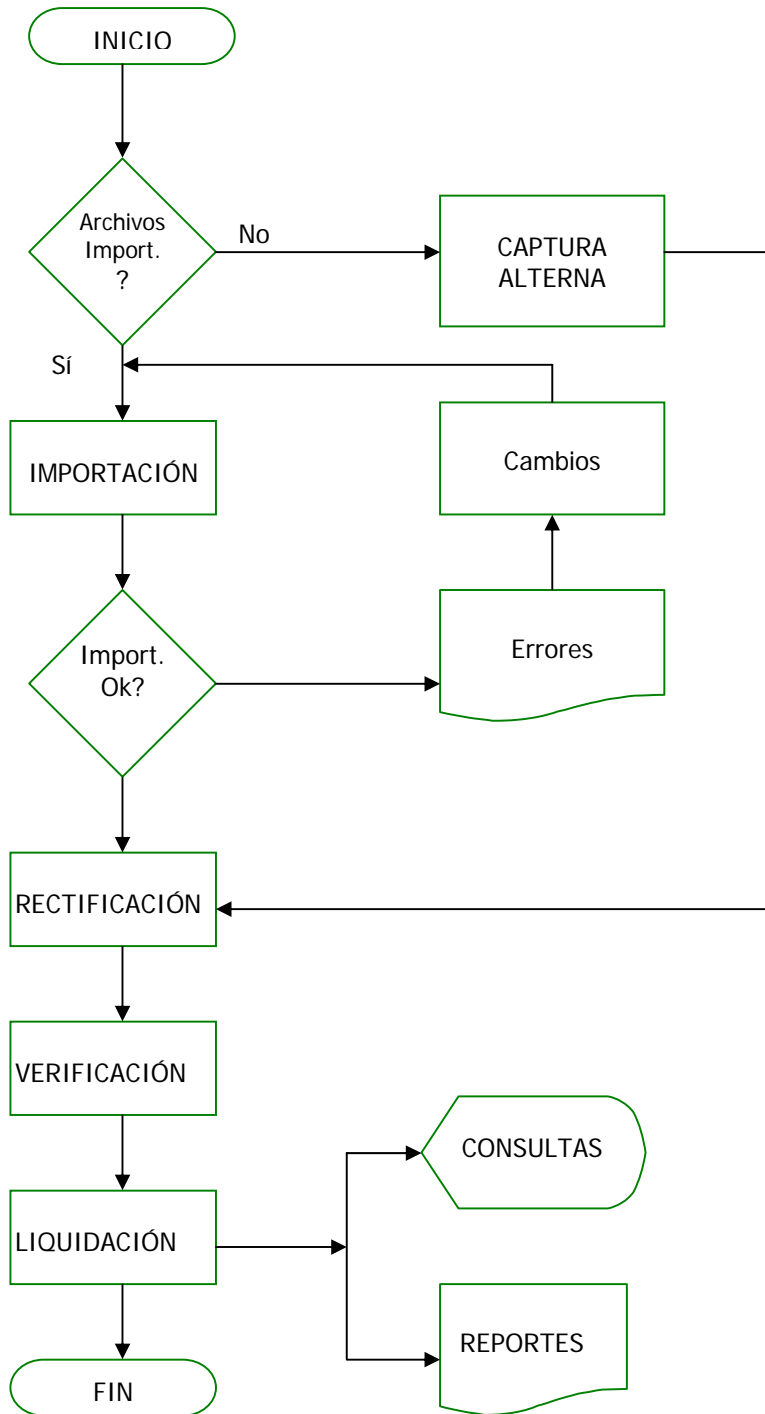 INICIO
Archivos
Import.
?
No
CAPTURA
ALTERNA
Sí
IMPORTACIÓN
Cambios
Import.
Ok?
Errores
RECTIFICACIÓN
VERIFICACIÓN
CONSULTAS
LIQUIDACIÓN
REPORTES
FIN